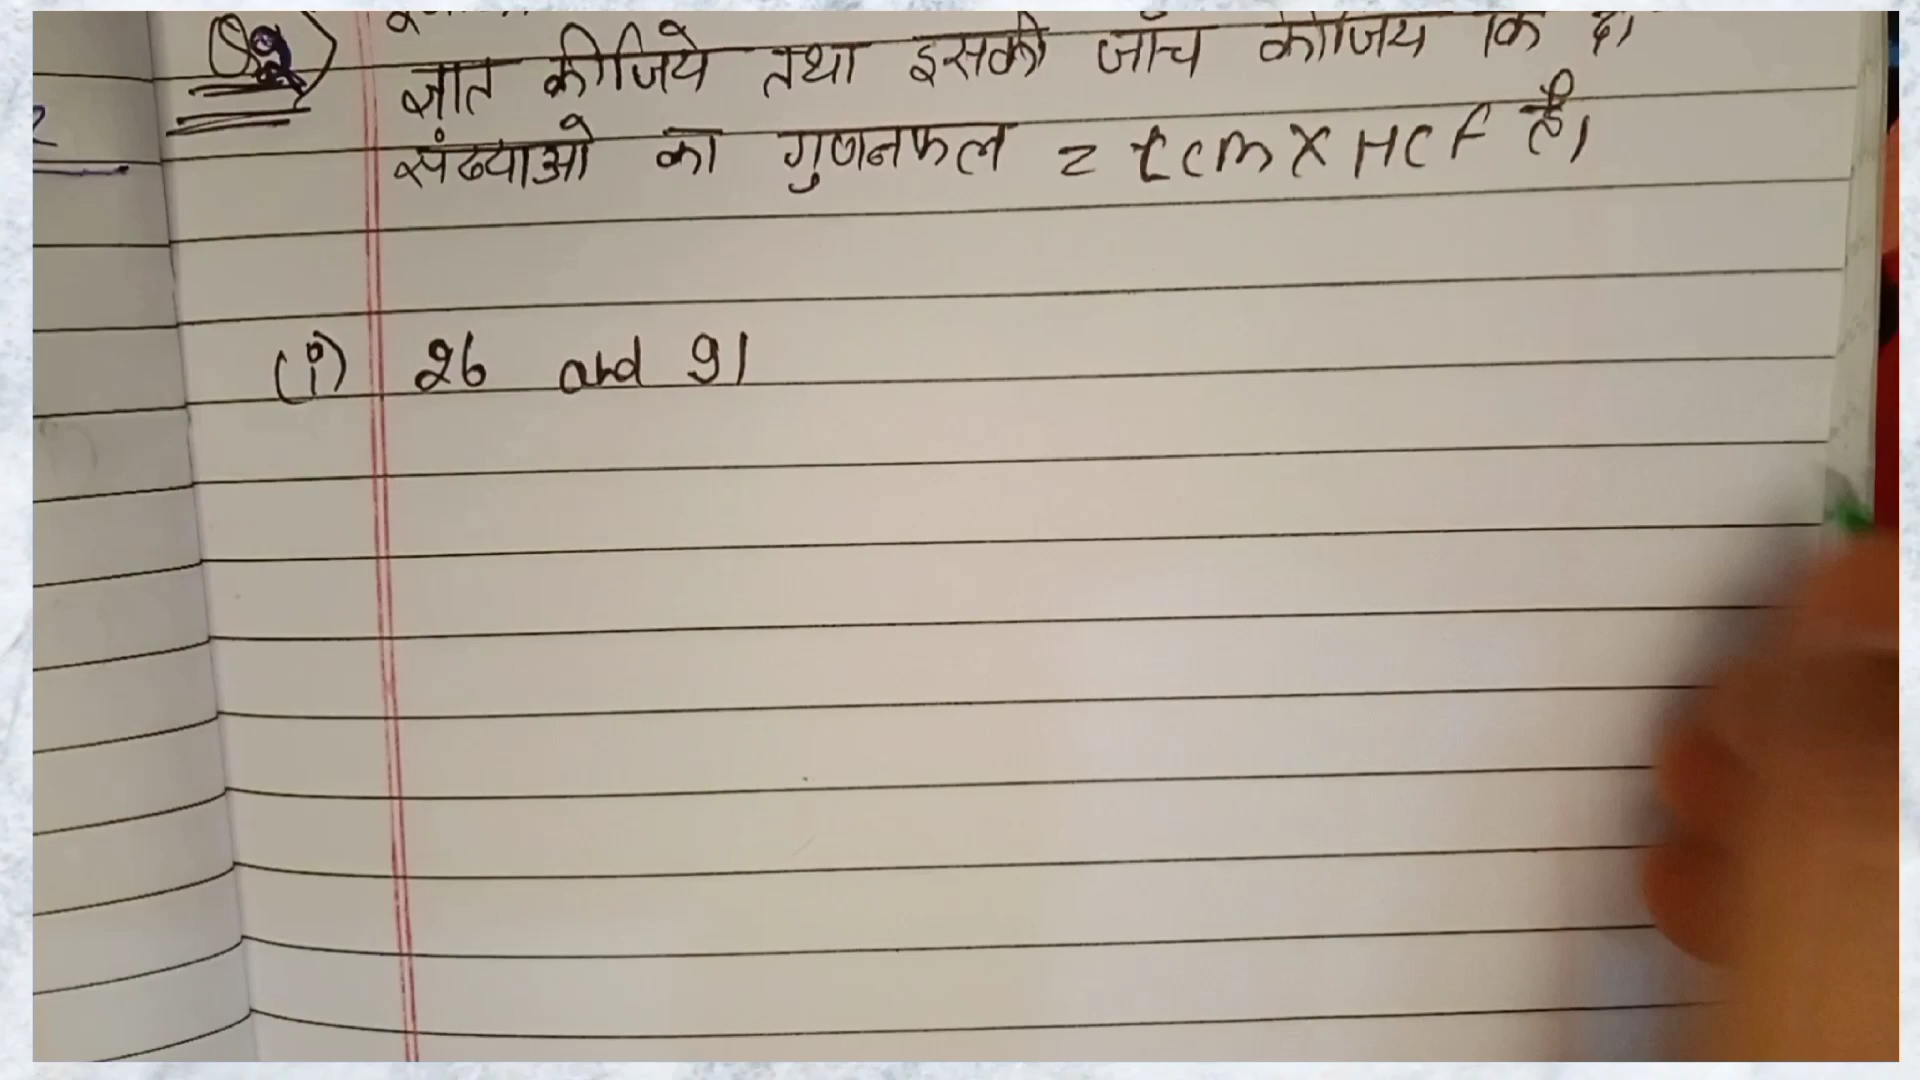 ज्ञात कीजिये तथा इसकी जाँच कीजिये कि दो
संख्याओ का गुणनफल = LCM X HCF है।
(i) 26 and 91